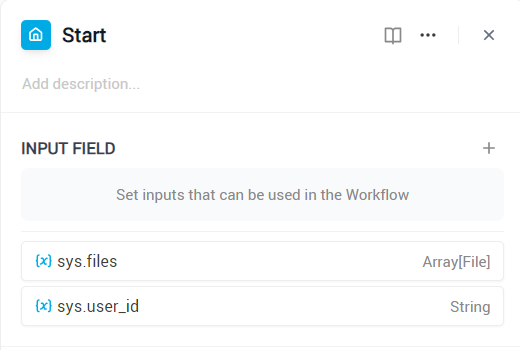 Start
Add description...
INPUT FIELD
Set inputs that can be used in the Workflow
{x} sys.files Array[File]
{x} sys.user_id String